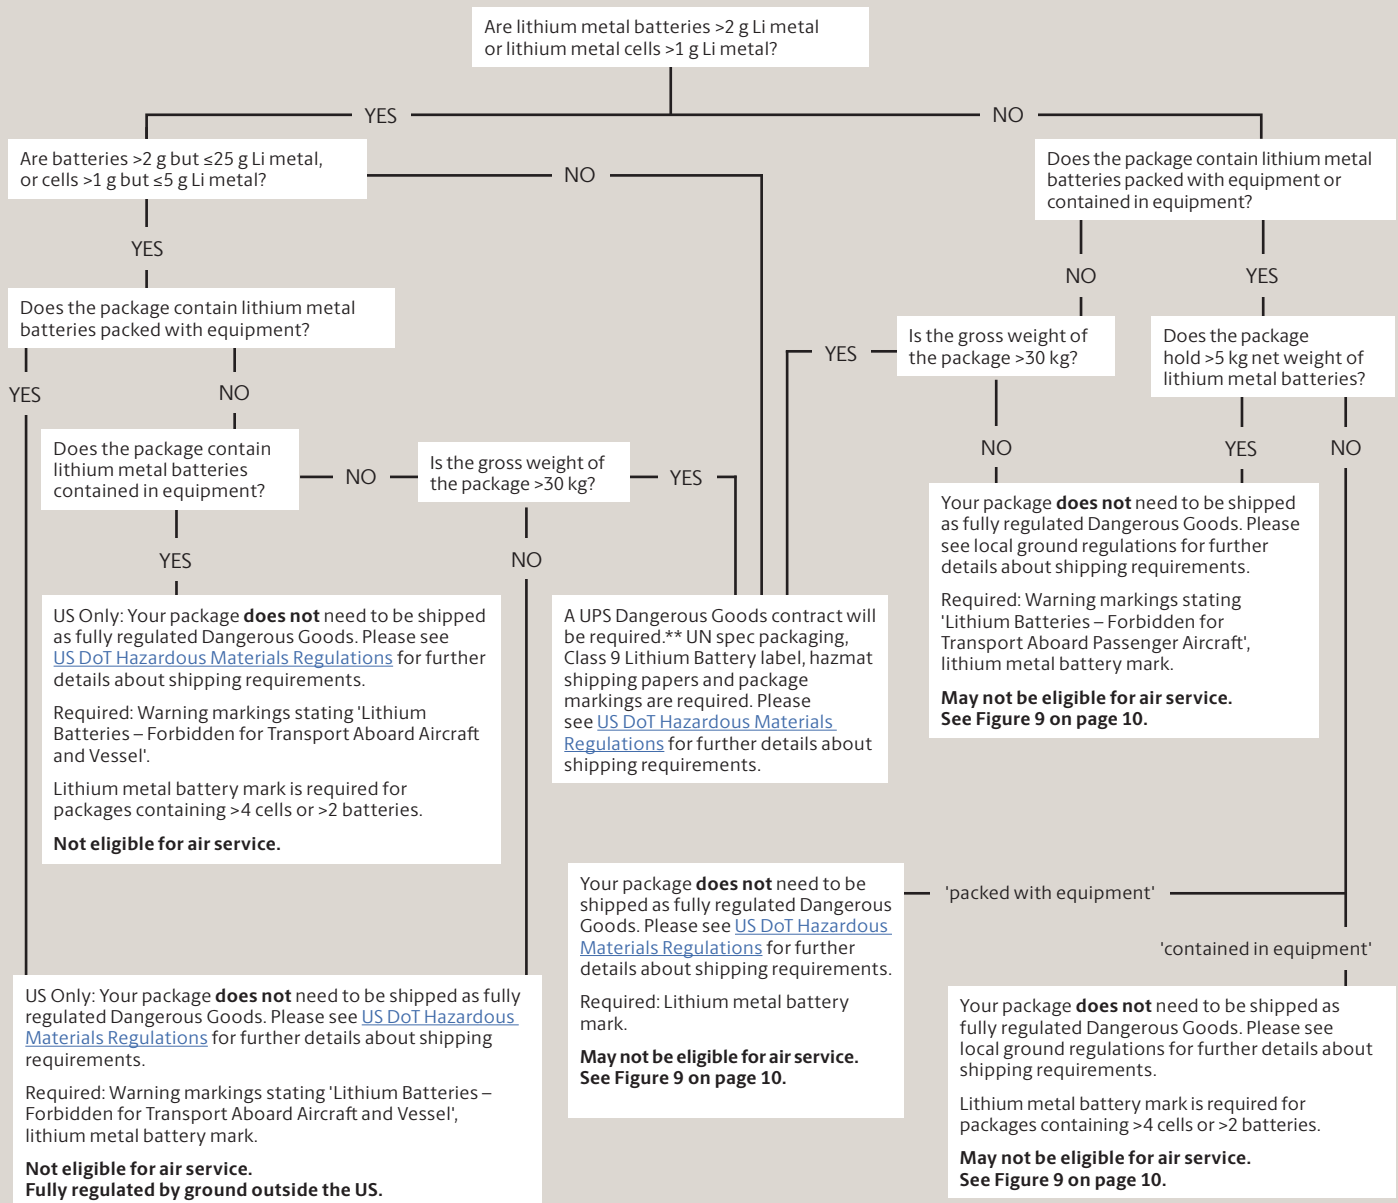 Are lithium metal batteries >2 g Li metal
or lithium metal cells >1 g Li metal?
YES
NO
Are batteries >2 g but ≤25 g Li metal,
or cells >1 g but ≤5 g Li metal?
NO
Does the package contain lithium metal
batteries packed with equipment or
contained in equipment?
YES
NO
YES
Does the package contain lithium metal
batteries packed with equipment?
Is the gross weight of
the package >30 kg?
YES
Does the package
hold >5 kg net weight of
lithium metal batteries?
YES
NO
Does the package contain
lithium metal batteries
contained in equipment?
NO
Is the gross weight of
the package >30 kg?
YES
NO
YES
NO
YES
NO
Your package does not need to be shipped
as fully regulated Dangerous Goods. Please
see local ground regulations for further
details about shipping requirements.
Required: Warning markings stating
'Lithium Batteries – Forbidden for
Transport Aboard Passenger Aircraft',
lithium metal battery mark.
May not be eligible for air service.
See Figure 9 on page 10.
US Only: Your package does not need to be shipped
as fully regulated Dangerous Goods. Please see
US DoT Hazardous Materials Regulations for further
details about shipping requirements.
Required: Warning markings stating 'Lithium
Batteries – Forbidden for Transport Aboard Aircraft
and Vessel'.
Lithium metal battery mark is required for
packages containing >4 cells or >2 batteries.
Not eligible for air service.
A UPS Dangerous Goods contract will
be required.** UN spec packaging,
Class 9 Lithium Battery label, hazmat
shipping papers and package
markings are required. Please
see US DoT Hazardous Materials
Regulations for further details about
shipping requirements.
Your package does not need to be
shipped as fully regulated Dangerous
Goods. Please see US DoT Hazardous
Materials Regulations for further
details about shipping requirements.
Required: Lithium metal battery
mark.
May not be eligible for air service.
See Figure 9 on page 10.
'packed with equipment'
'contained in equipment'
US Only: Your package does not need to be shipped as fully
regulated Dangerous Goods. Please see US DoT Hazardous
Materials Regulations for further details about shipping
requirements.
Required: Warning markings stating 'Lithium Batteries –
Forbidden for Transport Aboard Aircraft and Vessel',
lithium metal battery mark.
Not eligible for air service.
Fully regulated by ground outside the US.
Your package does not need to be shipped as
fully regulated Dangerous Goods. Please see
local ground regulations for further details about
shipping requirements.
Lithium metal battery mark is required for
packages containing >4 cells or >2 batteries.
May not be eligible for air service.
See Figure 9 on page 10.